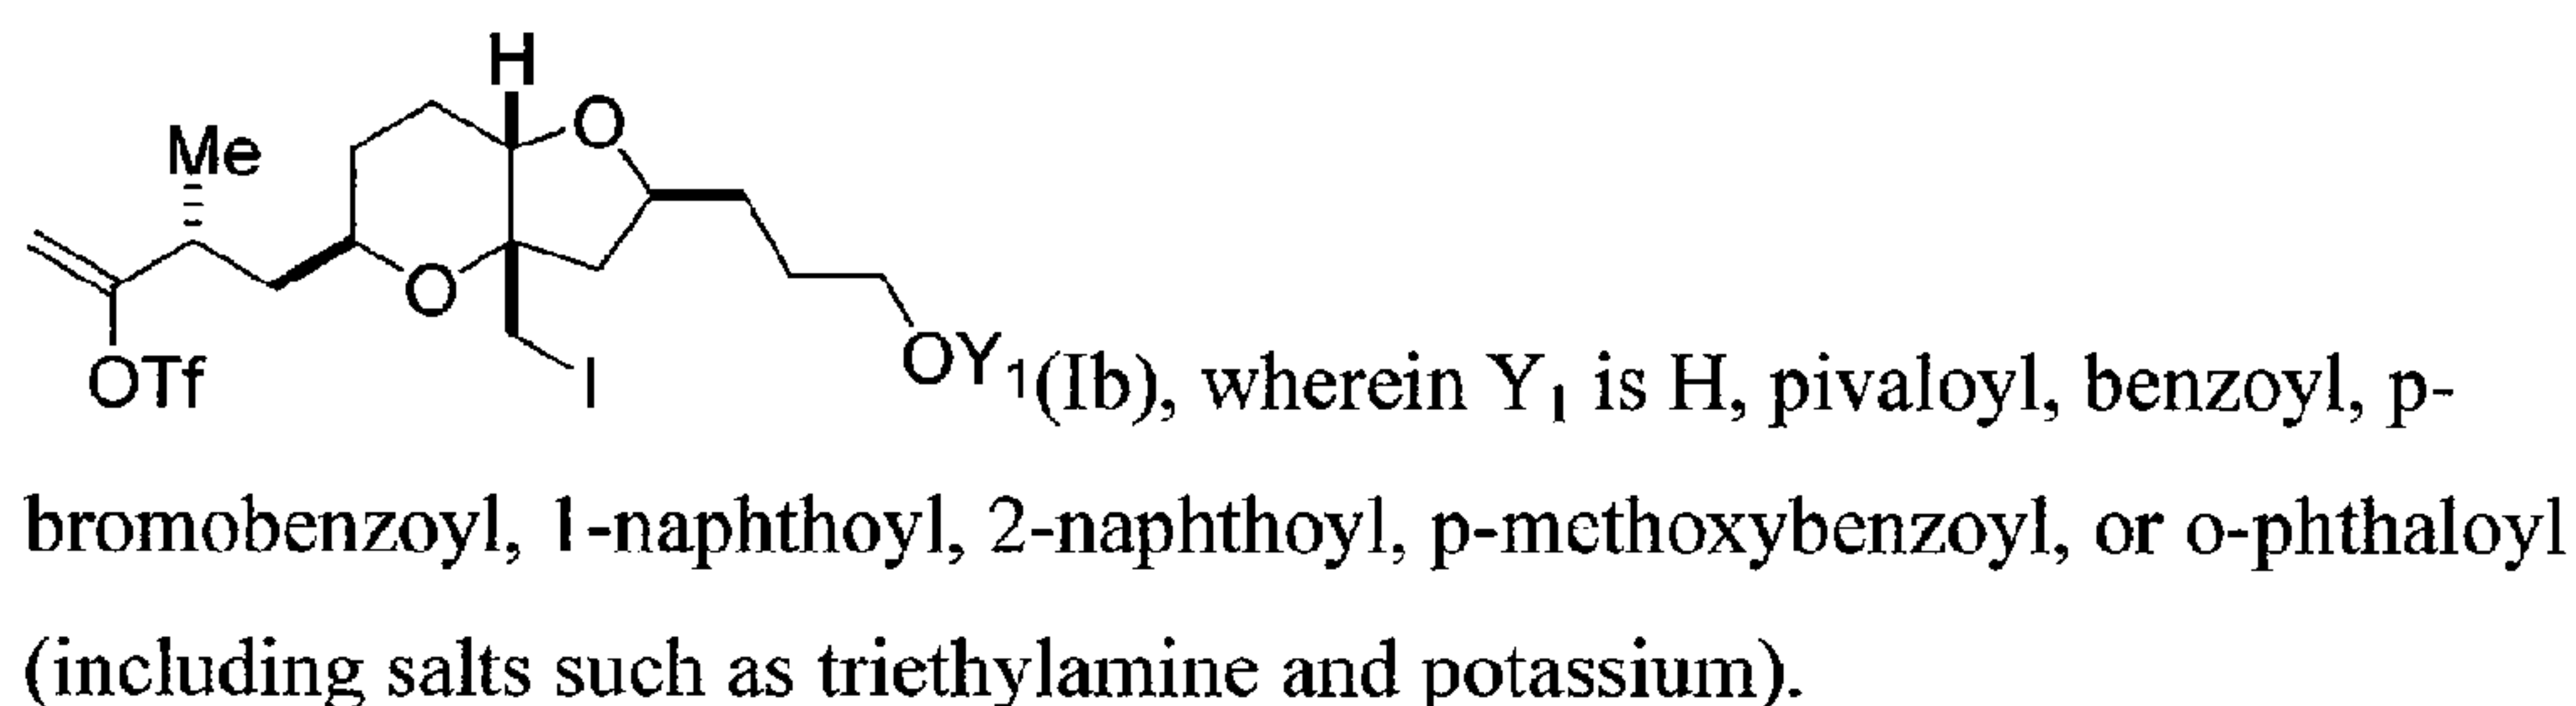 H
O
Me
O
OTf
I
OY1(Ib), wherein Y1 is H, pivaloyl, benzoyl, p-
bromobenzoyl, 1-naphthoyl, 2-naphthoyl, p-methoxybenzoyl, or o-phthaloyl
(including salts such as triethylamine and potassium).